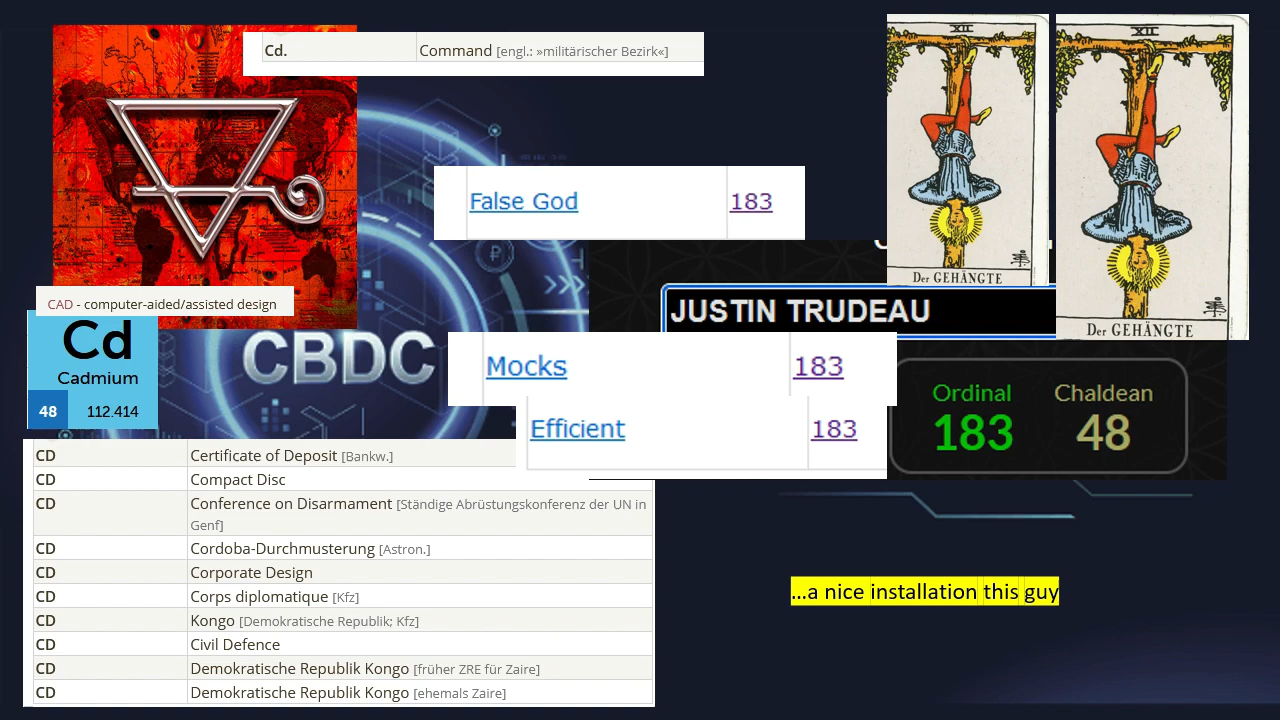 Cd. Command [engl.: »militärischer Bezirk«]
XII
XII
False God 183
Der GEHÄNGTE
Der GEHÄNGTE
CAD - computer-aided/assisted design
JUSTIN TRUDEAU
Cd
Cadmium
48 112.414
CBDC
Mocks 183
Efficient 183
Ordinal Chaldean
183 48
CD Certificate of Deposit [Bankw.]
CD Compact Disc
CD Conference on Disarmament [Ständige Abrüstungskonferenz der UN in
Genf]
CD Cordoba-Durchmusterung [Astron.]
CD Corporate Design
CD Corps diplomatique [Kfz]
CD Kongo [Demokratische Republik; Kfz]
CD Civil Defence
CD Demokratische Republik Kongo [früher ZRE für Zaire]
CD Demokratische Republik Kongo [ehemals Zaire]
...a nice installation this guy